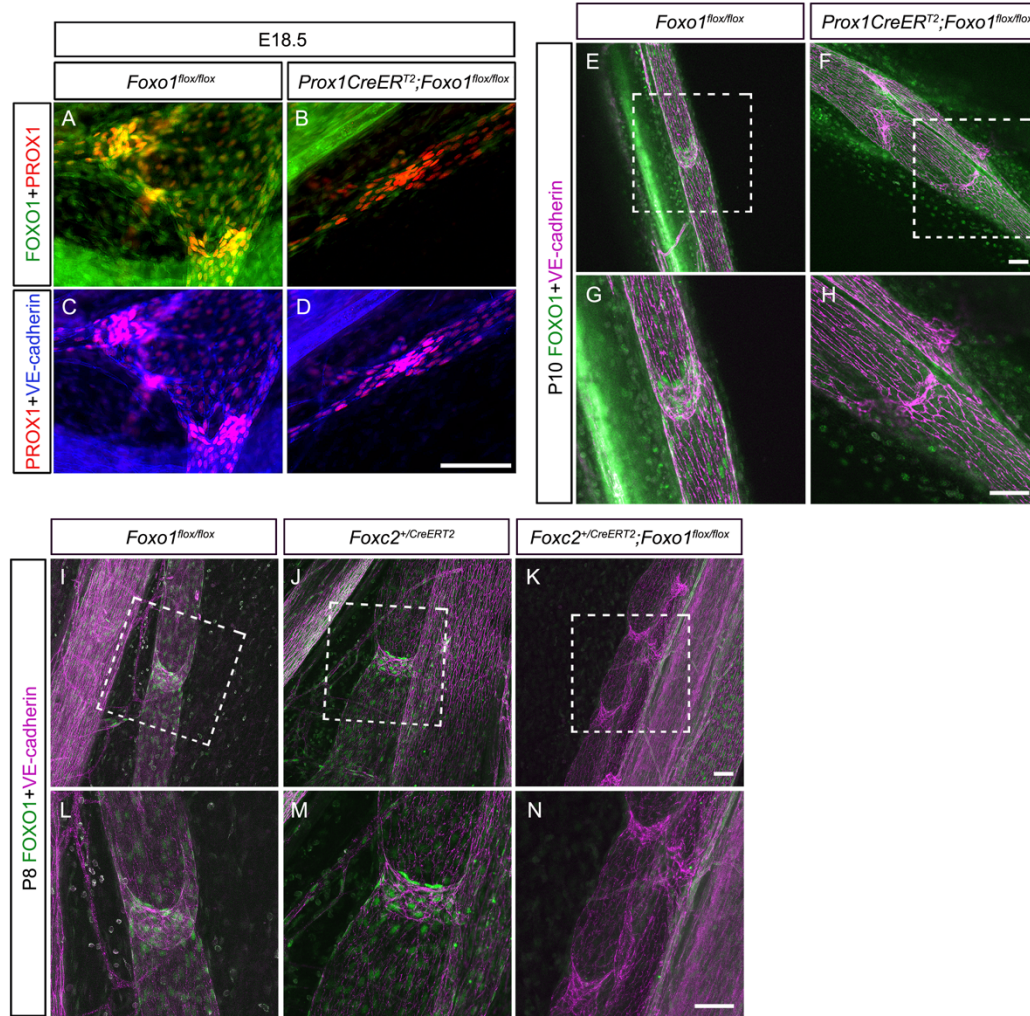 E18.5
Foxo1flox/flox
Prox1CreERT2;Foxo1flox/flox
FOXO1+PROX1
A
B
PROX1+VE-cadherin
C
D
Foxo1flox/flox
Prox1CreERT2;Foxo1flox/flox
P10 FOXO1+VE-cadherin
E
F
G
H
Foxo1flox/flox
Foxc2+/CreERT2
Foxc2+/CreERT2;Foxo1flox/flox
P8 FOXO1+VE-cadherin
I
J
K
L
M
N